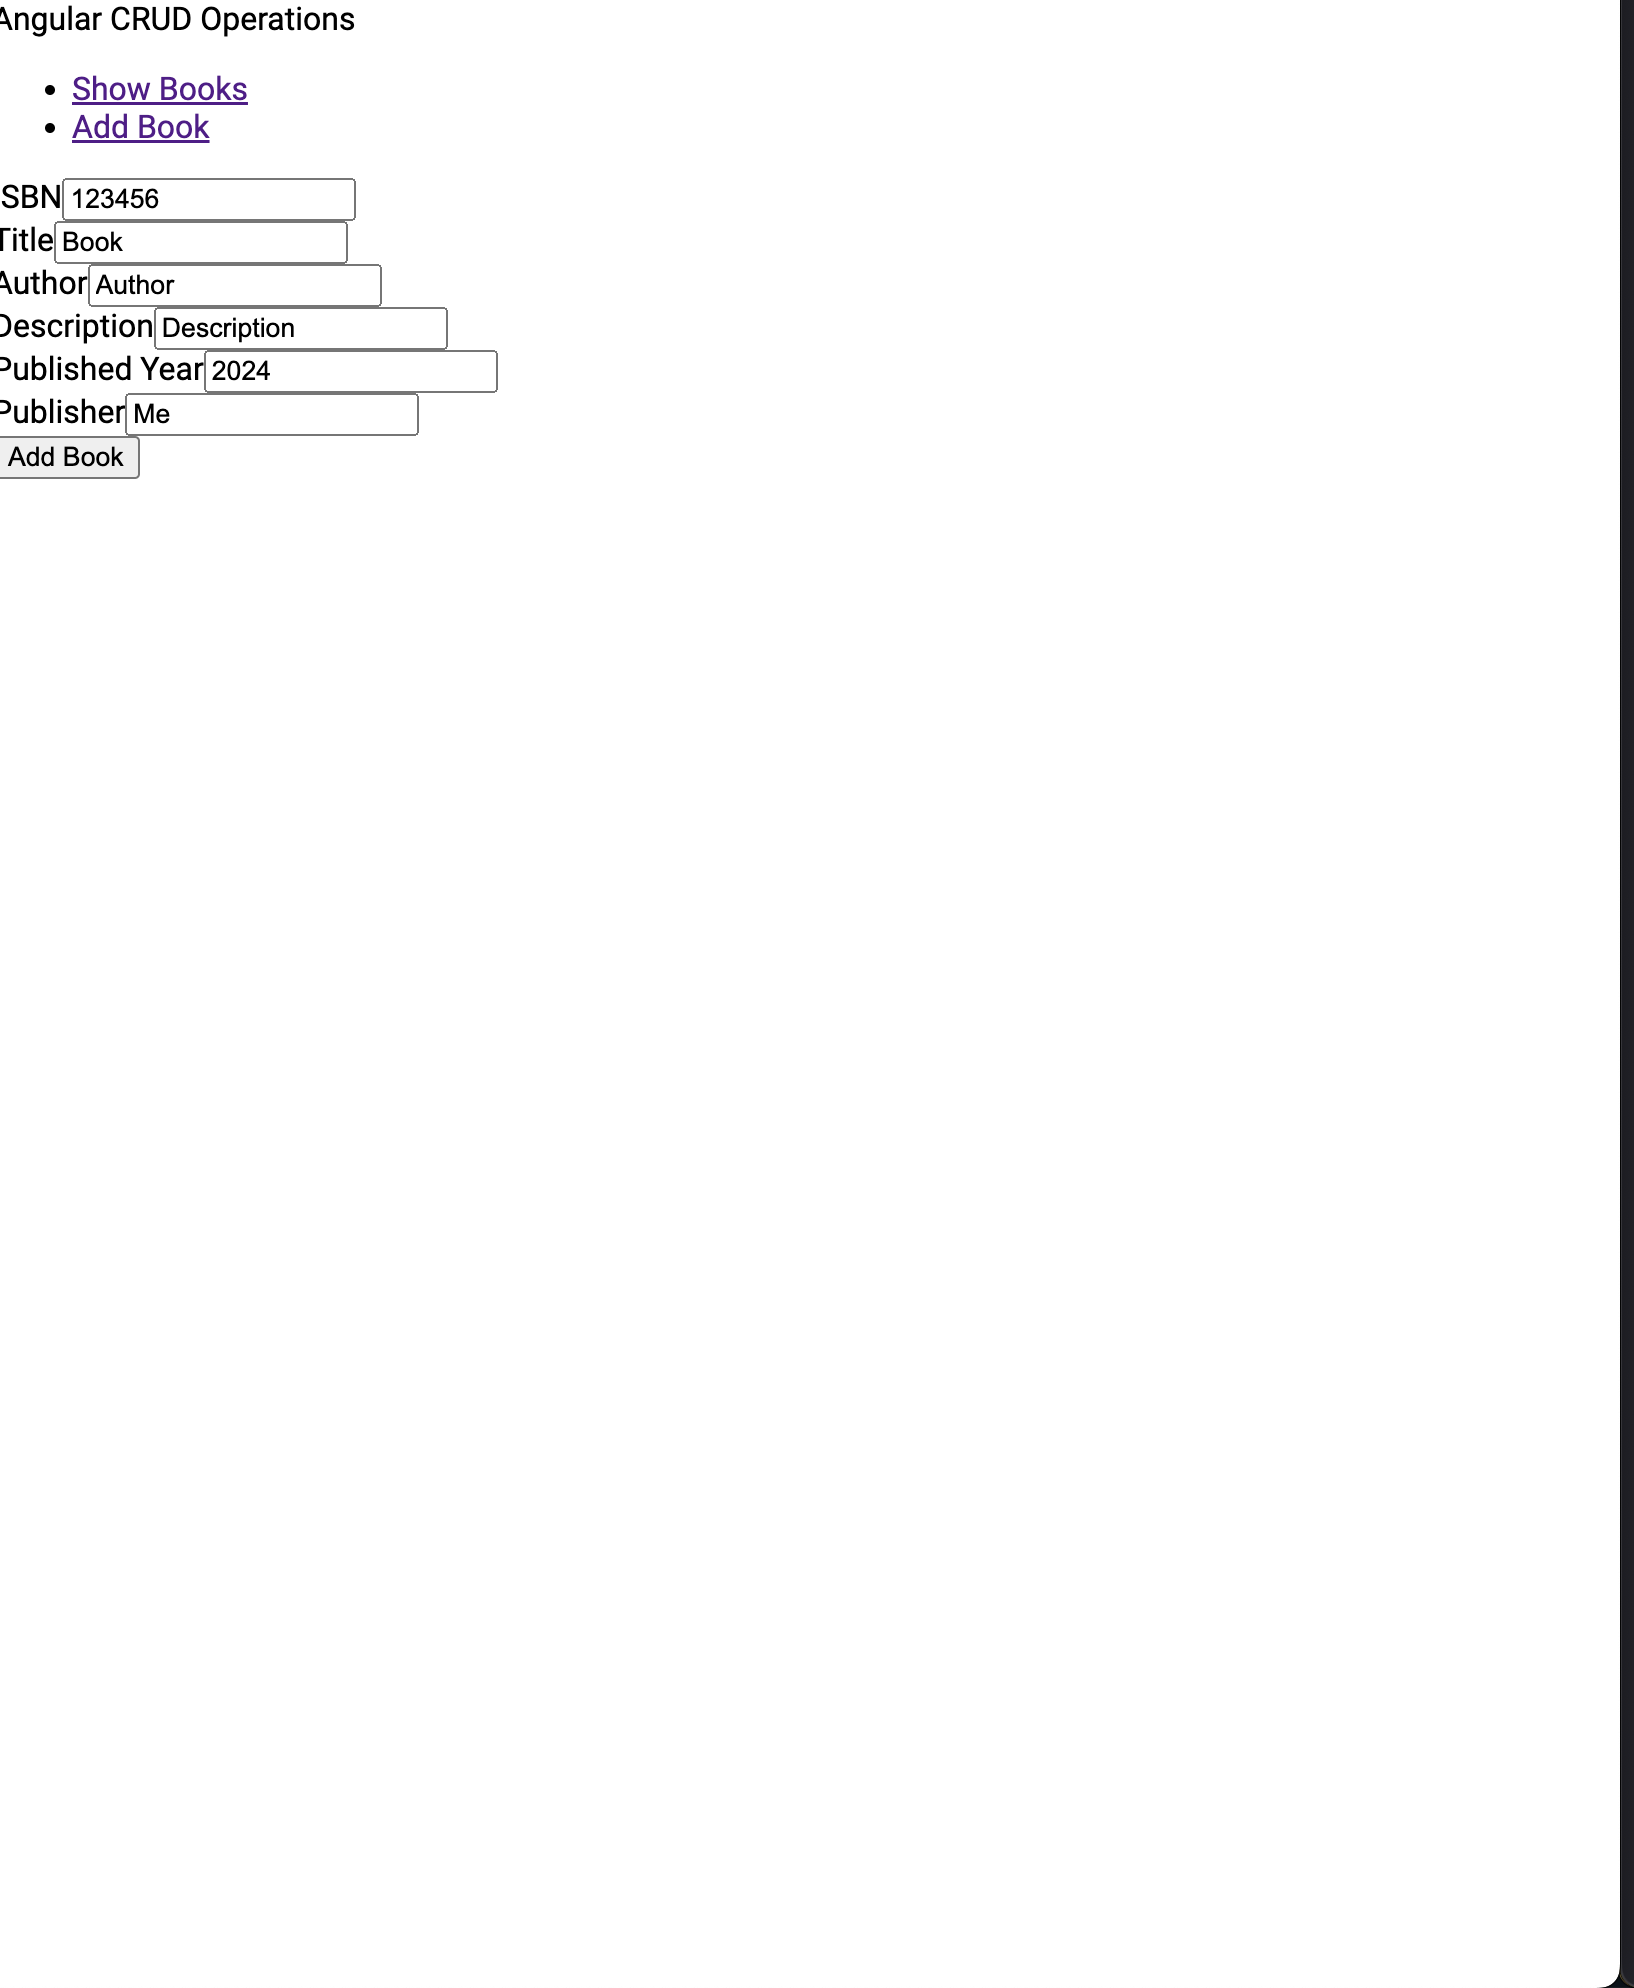 Angular CRUD Operations
Show Books
Add Book
ISBN 123456
Title Book
Author Author
Description Description
Published Year 2024
Publisher Me
Add Book